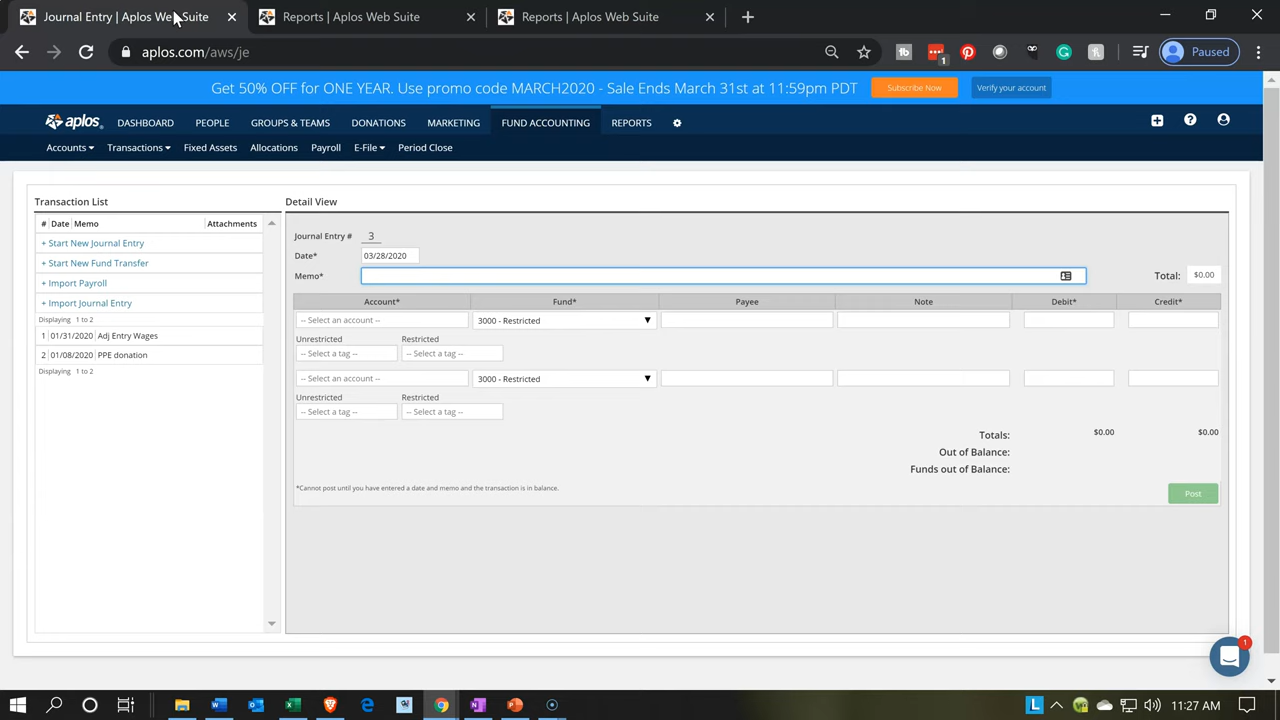 Journal Entry | Aplos Web Suite
Reports | Aplos Web Suite
Reports | Aplos Web Suite
aplos.com/aws/je
1
Paused
Get 50% OFF for ONE YEAR. Use promo code MARCH2020 - Sale Ends March 31st at 11:59pm PDT
Subscribe Now
Verify your account
aplos
DASHBOARD
PEOPLE
GROUPS & TEAMS
DONATIONS
MARKETING
FUND ACCOUNTING
REPORTS
Accounts
Transactions
Fixed Assets
Allocations
Payroll
E-File
Period Close
Transaction List
# Date Memo Attachments
+ Start New Journal Entry
+ Start New Fund Transfer
+ Import Payroll
+ Import Journal Entry
Displaying 1 to 2
1 01/31/2020 Adj Entry Wages
2 01/08/2020 PPE donation
Displaying 1 to 2
Detail View
Journal Entry # 3
Date* 03/28/2020
Memo*
Total: $0.00
Account* Fund* Payee Note Debit* Credit*
-- Select an account -- 3000 - Restricted
Unrestricted Restricted
-- Select a tag -- -- Select a tag --
-- Select an account -- 3000 - Restricted
Unrestricted Restricted
-- Select a tag -- -- Select a tag --
Totals: $0.00 $0.00
Out of Balance:
Funds out of Balance:
*Cannot post until you have entered a date and memo and the transaction is in balance.
Post
1
11:27 AM